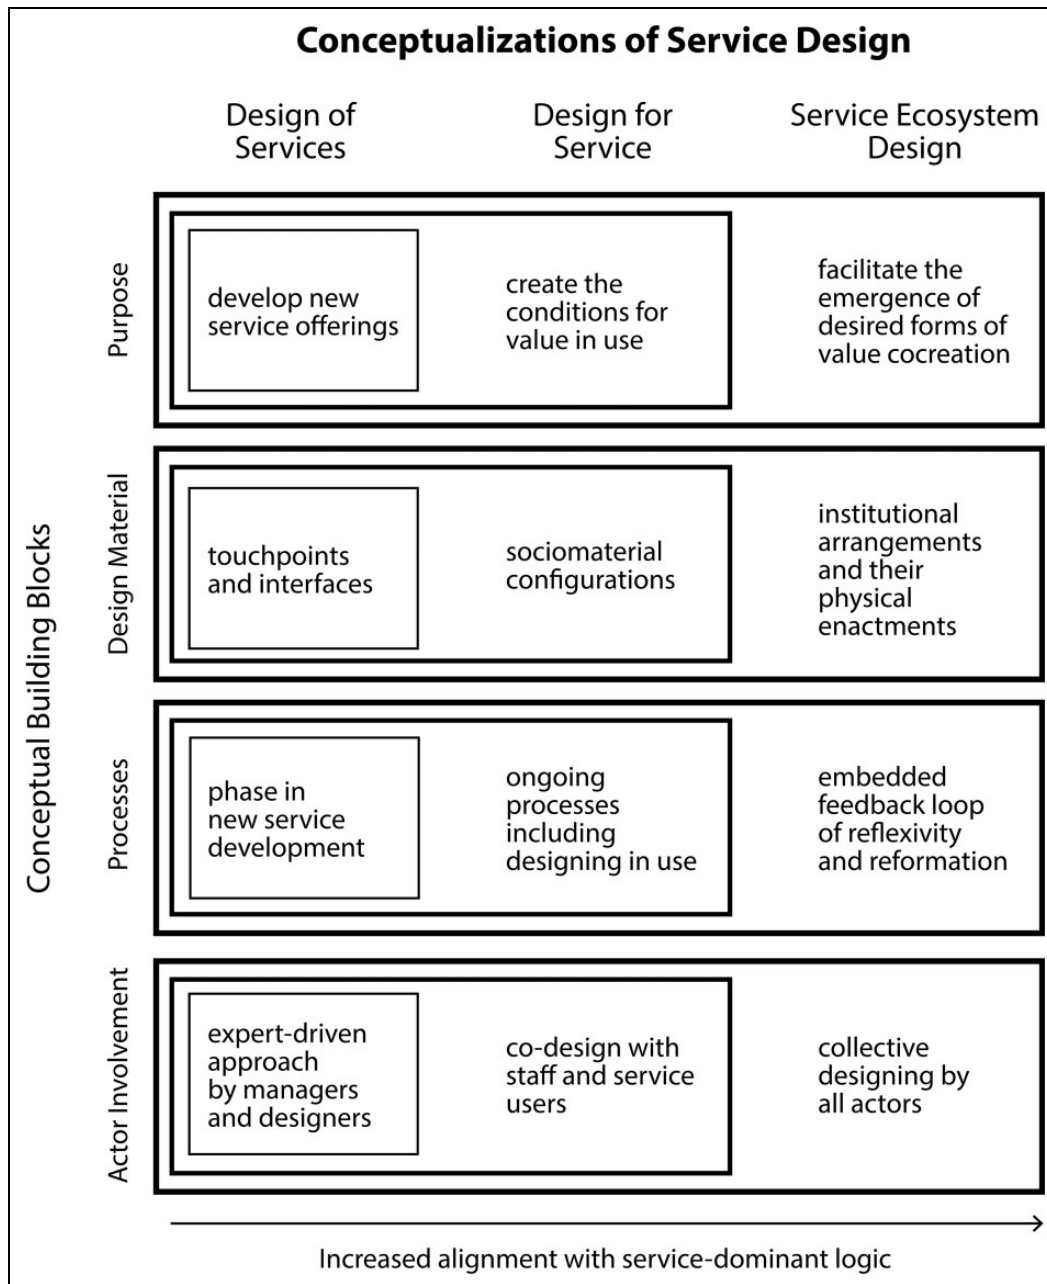 Conceptualizations of Service Design
Design of
Services
Design for
Service
Service Ecosystem
Design
Conceptual Building Blocks
Purpose
develop new
service offerings
create the
conditions for
value in use
facilitate the
emergence of
desired forms of
value cocreation
Design Material
touchpoints
and interfaces
sociomaterial
configurations
institutional
arrangements
and their
physical
enactments
Processes
phase in
new service
development
ongoing
processes
including
designing in use
embedded
feedback loop
of reflexivity
and reformation
Actor Involvement
expert-driven
approach
by managers
and designers
co-design with
staff and service
users
collective
designing by
all actors
Increased alignment with service-dominant logic